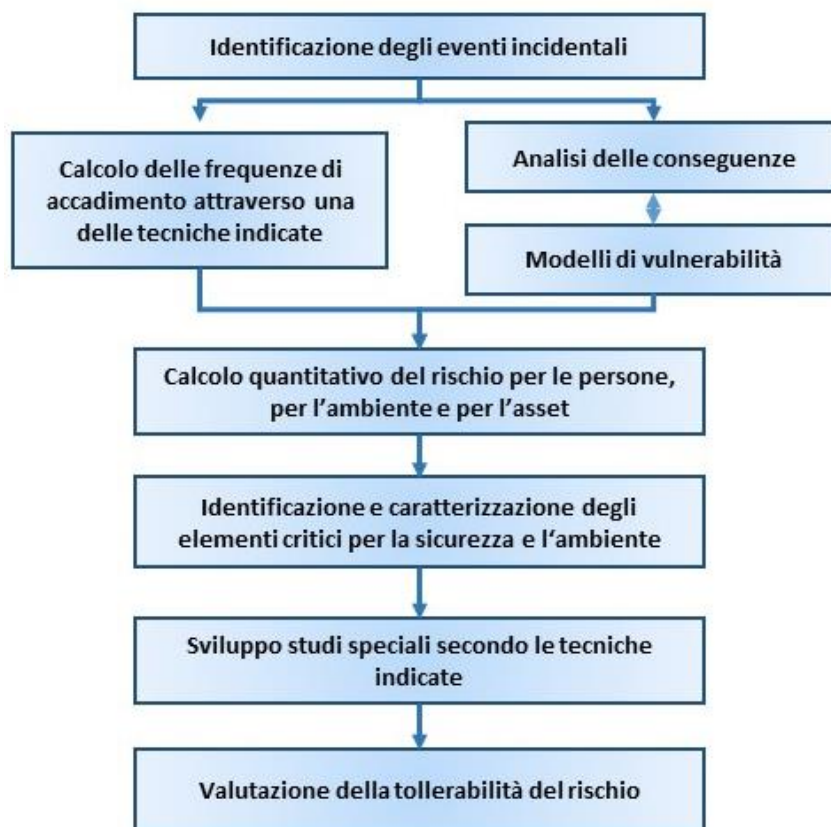 Identificazione degli eventi incidentali
Calcolo delle frequenze di
accadimento attraverso una
delle tecniche indicate
Analisi delle conseguenze
Modelli di vulnerabilità
Calcolo quantitativo del rischio per le persone,
per l'ambiente e per l'asset
Identificazione e caratterizzazione degli
elementi critici per la sicurezza e l'ambiente
Sviluppo studi speciali secondo le tecniche
indicate
Valutazione della tollerabilità del rischio